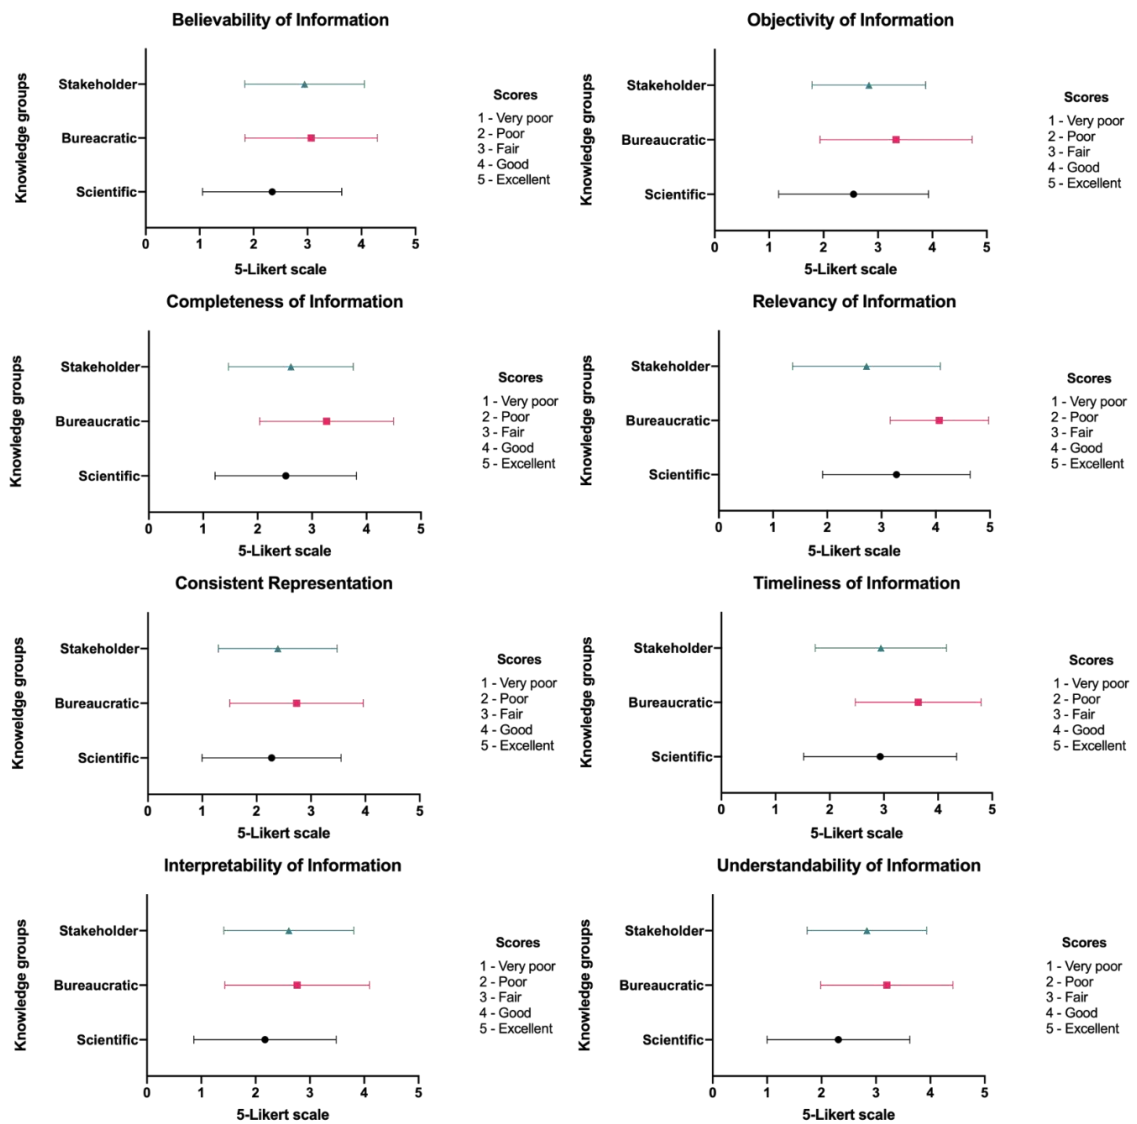 Believability of Information
Knowledge groups
Stakeholder
Bureacratic
Scientific
0 1 2 3 4 5
5-Likert scale
Scores
1 - Very poor
2 - Poor
3 - Fair
4 - Good
5 - Excellent
Objectivity of Information
Knowledge groups
Stakeholder
Bureaucratic
Scientific
0 1 2 3 4 5
5-Likert scale
Scores
1 - Very poor
2 - Poor
3 - Fair
4 - Good
5 - Excellent
Completeness of Information
Knowledge groups
Stakeholder
Bureaucratic
Scientific
0 1 2 3 4 5
5-Likert scale
Scores
1 - Very poor
2 - Poor
3 - Fair
4 - Good
5 - Excellent
Relevancy of Information
Knowledge groups
Stakeholder
Bureaucratic
Scientific
0 1 2 3 4 5
5-Likert scale
Scores
1 - Very poor
2 - Poor
3 - Fair
4 - Good
5 - Excellent
Consistent Representation
Knoweldge groups
Stakeholder
Bureaucratic
Scientific
0 1 2 3 4 5
5-Likert scale
Scores
1 - Very poor
2 - Poor
3 - Fair
4 - Good
5 - Excellent
Timeliness of Information
Knowledge groups
Stakeholder
Bureaucratic
Scientific
0 1 2 3 4 5
5-Likert scale
Scores
1 - Very poor
2 - Poor
3 - Fair
4 - Good
5 - Excellent
Interpretability of Information
Knowledge groups
Stakeholder
Bureaucratic
Scientific
0 1 2 3 4 5
5-Likert scale
Scores
1 - Very poor
2 - Poor
3 - Fair
4 - Good
5 - Excellent
Understandability of Information
Knowledge groups
Stakeholder
Bureaucratic
Scientific
0 1 2 3 4 5
5-Likert scale
Scores
1 - Very poor
2 - Poor
3 - Fair
4 - Good
5 - Excellent